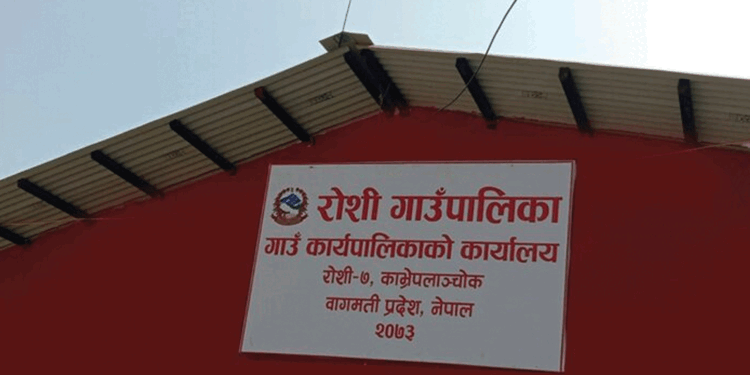 रोशी गाउँपालिका
गाउँ कार्यपालिकाको कार्यालय
रोशी-७, काभ्रेपलाञ्चोक
वागमती प्रदेश, नेपाल
२०७३